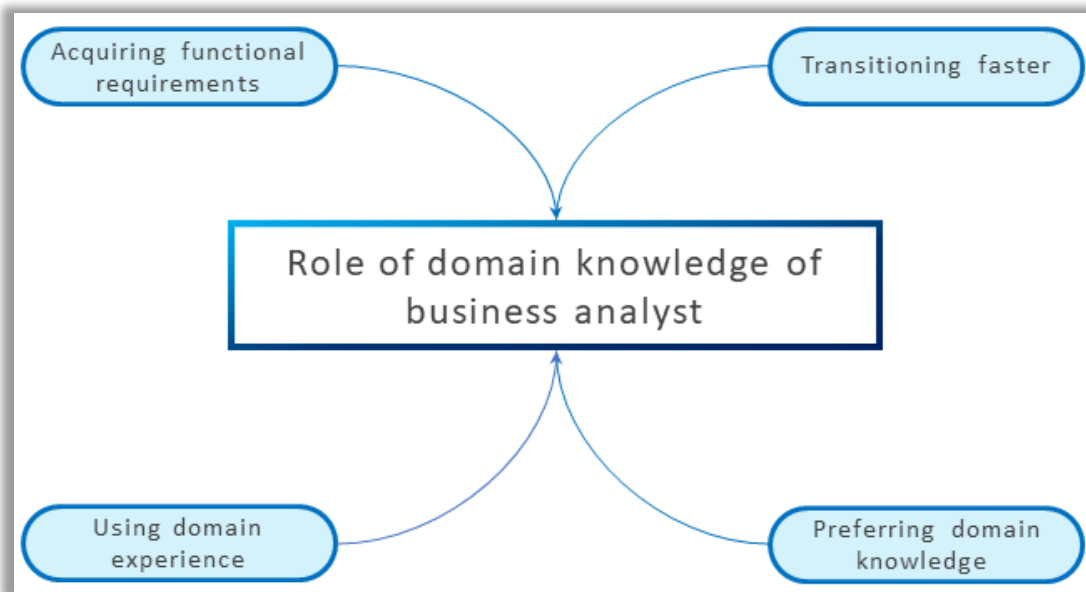 Acquiring functional
requirements
Transitioning faster
Role of domain knowledge of
business analyst
Using domain
experience
Preferring domain
knowledge